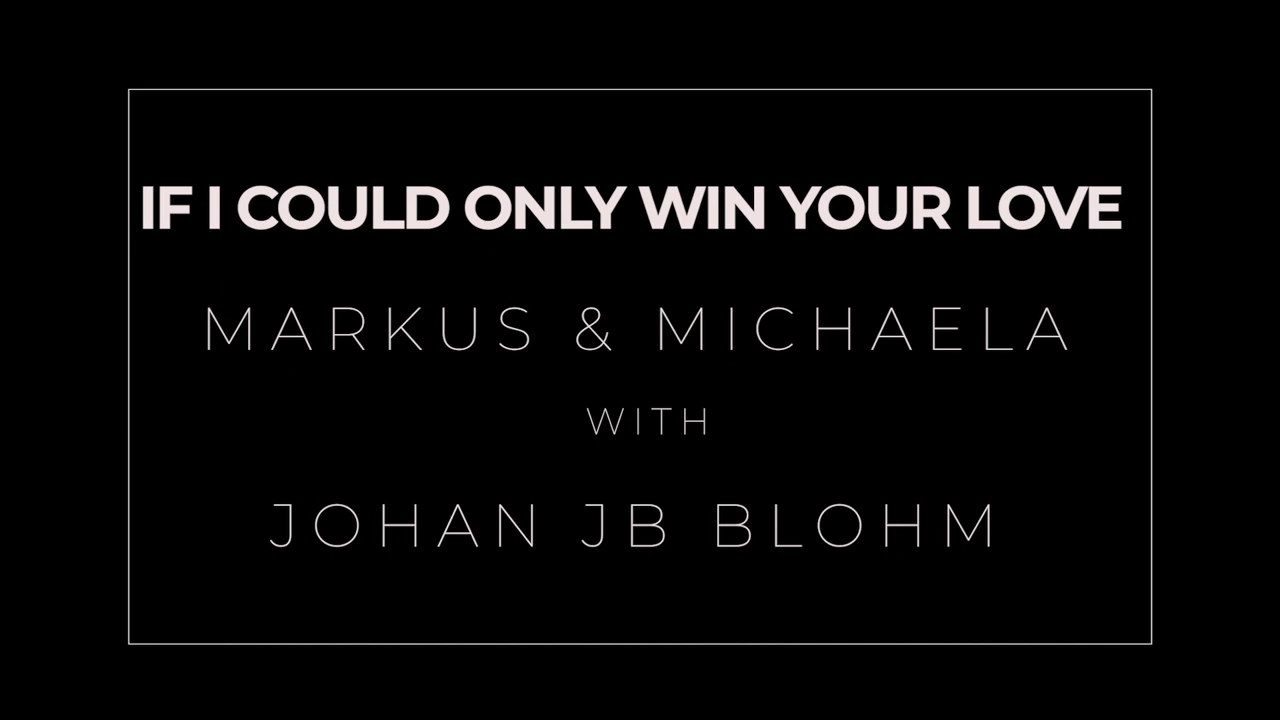 IF I COULD ONLY WIN YOUR LOVE
MARKUS & MICHAELA
WITH
JOHAN JB BLOHM